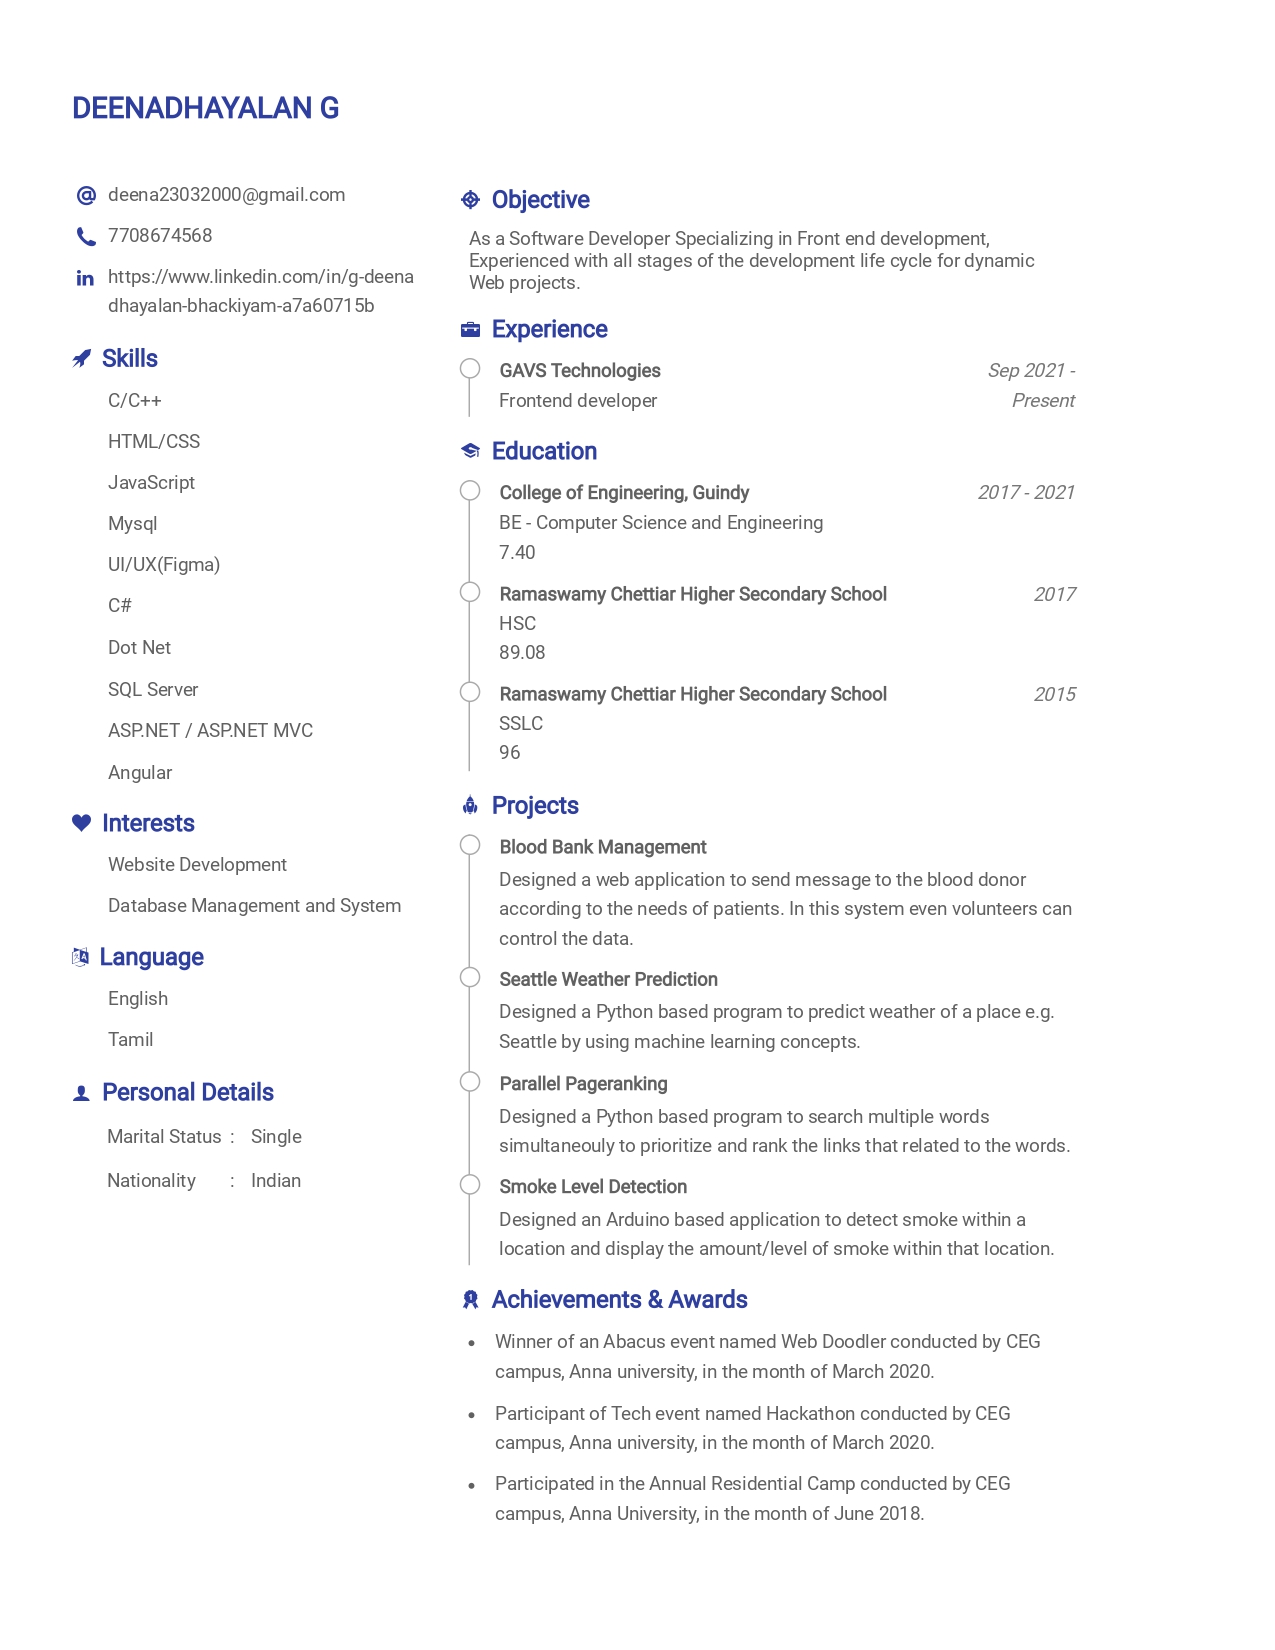 DEENADHAYALAN G
deena23032000@gmail.com
7708674568
https://www.linkedin.com/in/g-deena
dhayalan-bhackiyam-a7a60715b
Skills
C/C++
HTML/CSS
JavaScript
Mysql
UI/UX(Figma)
C#
Dot Net
SQL Server
ASP.NET / ASP.NET MVC
Angular
Interests
Website Development
Database Management and System
Language
English
Tamil
Personal Details
Marital Status : Single
Nationality : Indian
Objective
As a Software Developer Specializing in Front end development,
Experienced with all stages of the development life cycle for dynamic
Web projects.
Experience
GAVS Technologies Sep 2021 -
Frontend developer Present
Education
College of Engineering, Guindy 2017 - 2021
BE - Computer Science and Engineering
7.40
Ramaswamy Chettiar Higher Secondary School 2017
HSC
89.08
Ramaswamy Chettiar Higher Secondary School 2015
SSLC
96
Projects
Blood Bank Management
Designed a web application to send message to the blood donor
according to the needs of patients. In this system even volunteers can
control the data.
Seattle Weather Prediction
Designed a Python based program to predict weather of a place e.g.
Seattle by using machine learning concepts.
Parallel Pageranking
Designed a Python based program to search multiple words
simultaneouly to prioritize and rank the links that related to the words.
Smoke Level Detection
Designed an Arduino based application to detect smoke within a
location and display the amount/level of smoke within that location.
Achievements & Awards
• Winner of an Abacus event named Web Doodler conducted by CEG
campus, Anna university, in the month of March 2020.
• Participant of Tech event named Hackathon conducted by CEG
campus, Anna university, in the month of March 2020.
• Participated in the Annual Residential Camp conducted by CEG
campus, Anna University, in the month of June 2018.